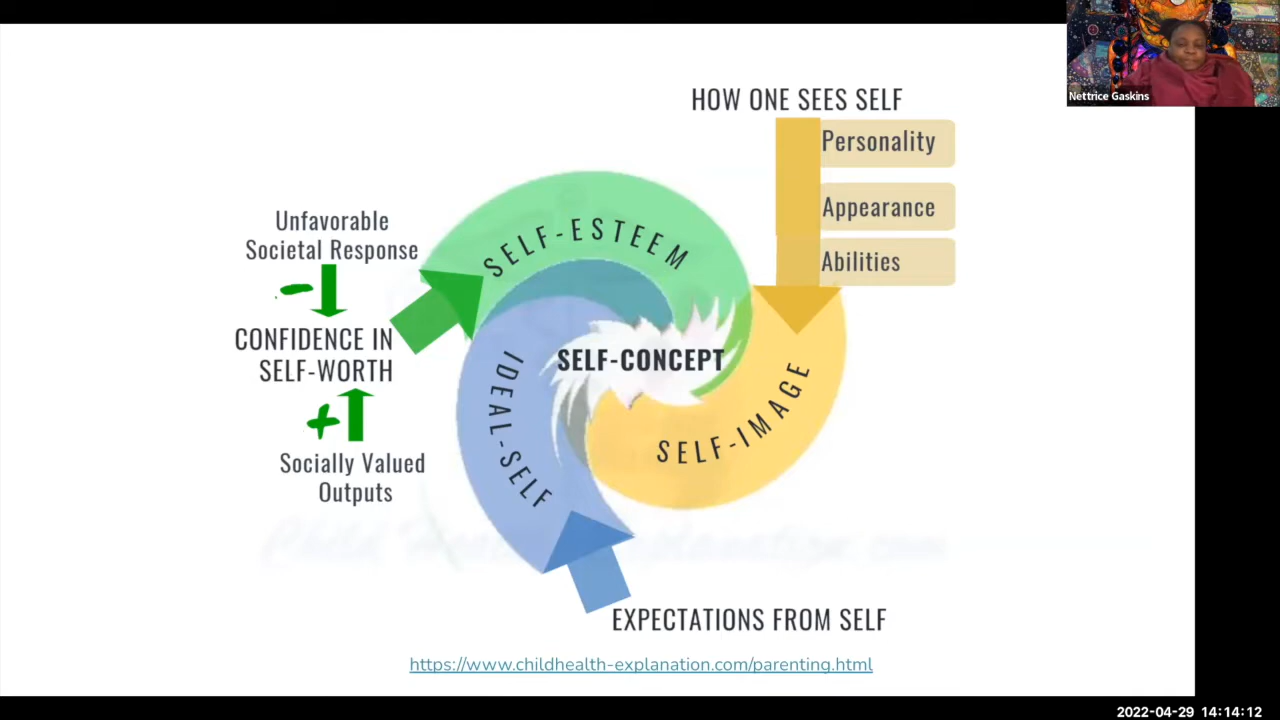 Nettrice Gaskins
HOW ONE SEES SELF
Personality
Appearance
Abilities
Unfavorable
Societal Response
-
CONFIDENCE IN
SELF-WORTH
+
Socially Valued
Outputs
SELF-ESTEEM
SELF-CONCEPT
IDEAL-SELF
SELF-IMAGE
EXPECTATIONS FROM SELF
https://www.childhealth-explanation.com/parenting.html
2022-04-29 14:14:12